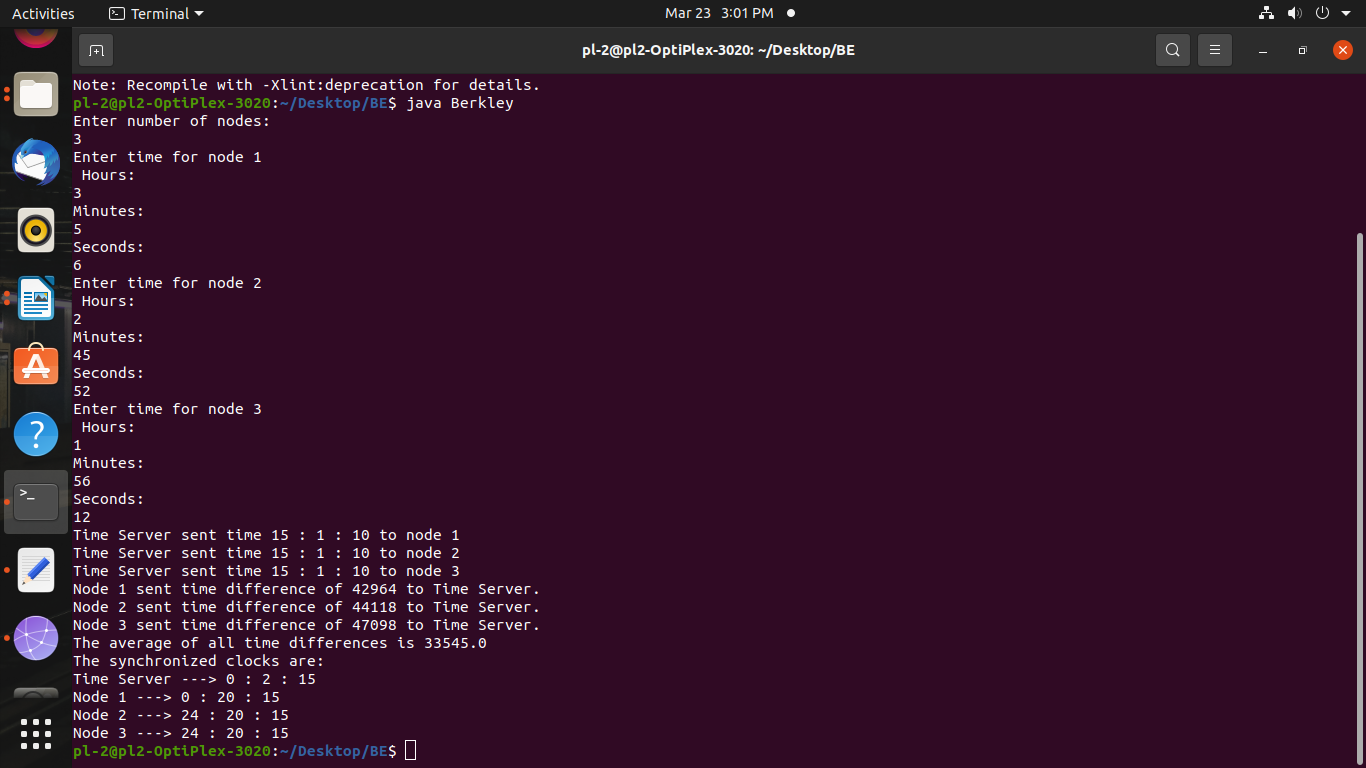 Activities Terminal Mar 23 3:01 PM
pl-2@pl2-OptiPlex-3020: ~/Desktop/BE
Note: Recompile with -Xlint:deprecation for details.
pl-2@pl2-OptiPlex-3020:~/Desktop/BE$ java Berkley
Enter number of nodes:
3
Enter time for node 1
 Hours:
3
Minutes:
5
Seconds:
6
Enter time for node 2
 Hours:
2
Minutes:
45
Seconds:
52
Enter time for node 3
 Hours:
1
Minutes:
56
Seconds:
12
Time Server sent time 15 : 1 : 10 to node 1
Time Server sent time 15 : 1 : 10 to node 2
Time Server sent time 15 : 1 : 10 to node 3
Node 1 sent time difference of 42964 to Time Server.
Node 2 sent time difference of 44118 to Time Server.
Node 3 sent time difference of 47098 to Time Server.
The average of all time differences is 33545.0
The synchronized clocks are:
Time Server ---> 0 : 2 : 15
Node 1 ---> 0 : 20 : 15
Node 2 ---> 24 : 20 : 15
Node 3 ---> 24 : 20 : 15
pl-2@pl2-OptiPlex-3020:~/Desktop/BE$